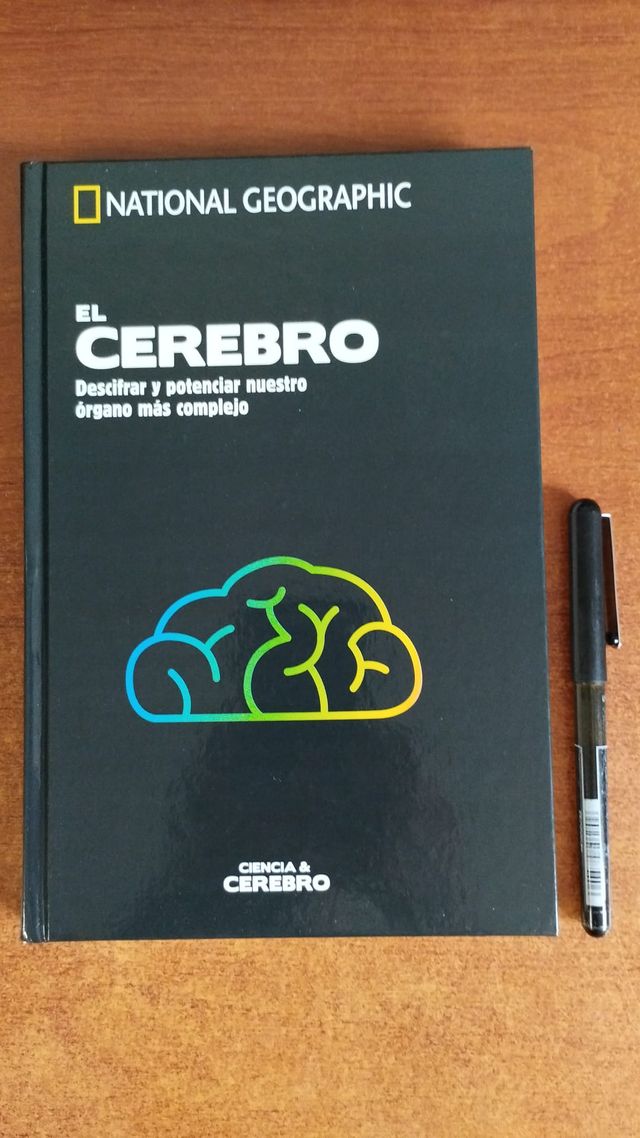 NATIONAL GEOGRAPHIC
EL
CEREBRO
Descifrar y potenciar nuestro
órgano más complejo
CIENCIA &
CEREBRO